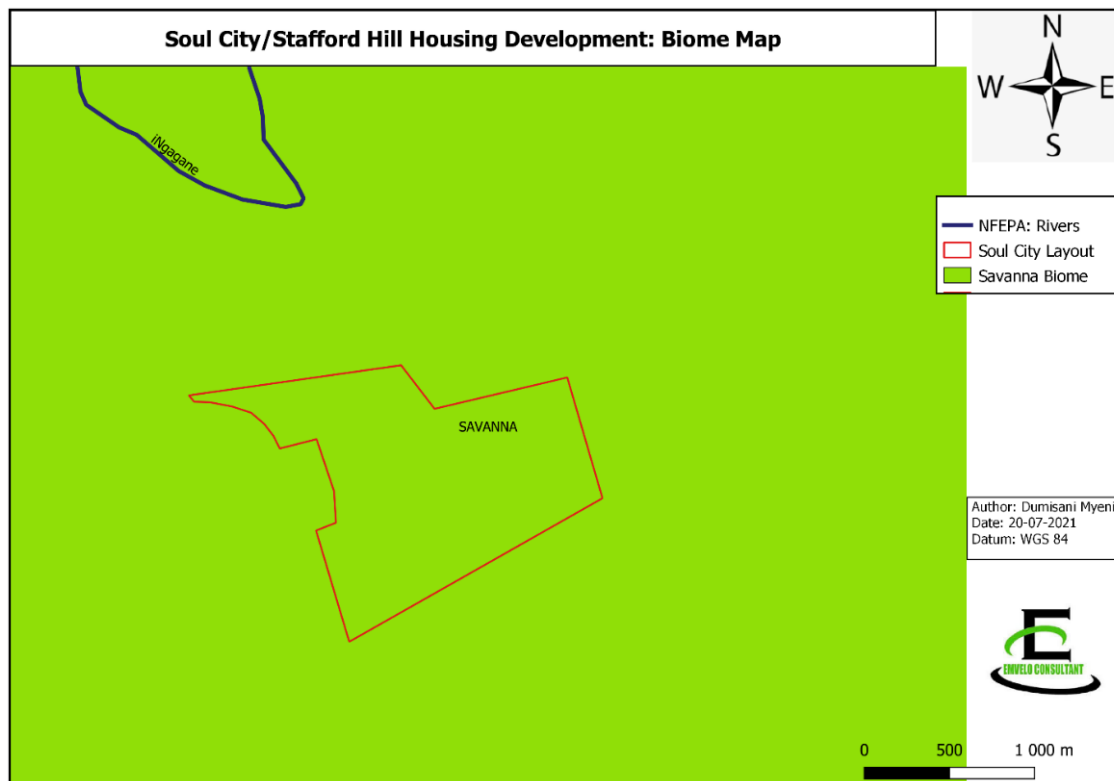 Soul City/Stafford Hill Housing Development: Biome Map
N
W E
S
iNgagane
NFEPA: Rivers
Soul City Layout
Savanna Biome
SAVANNA
Author: Dumisani Myeni
Date: 20-07-2021
Datum: WGS 84
E
EMVELO CONSULTANT
0 500 1 000 m